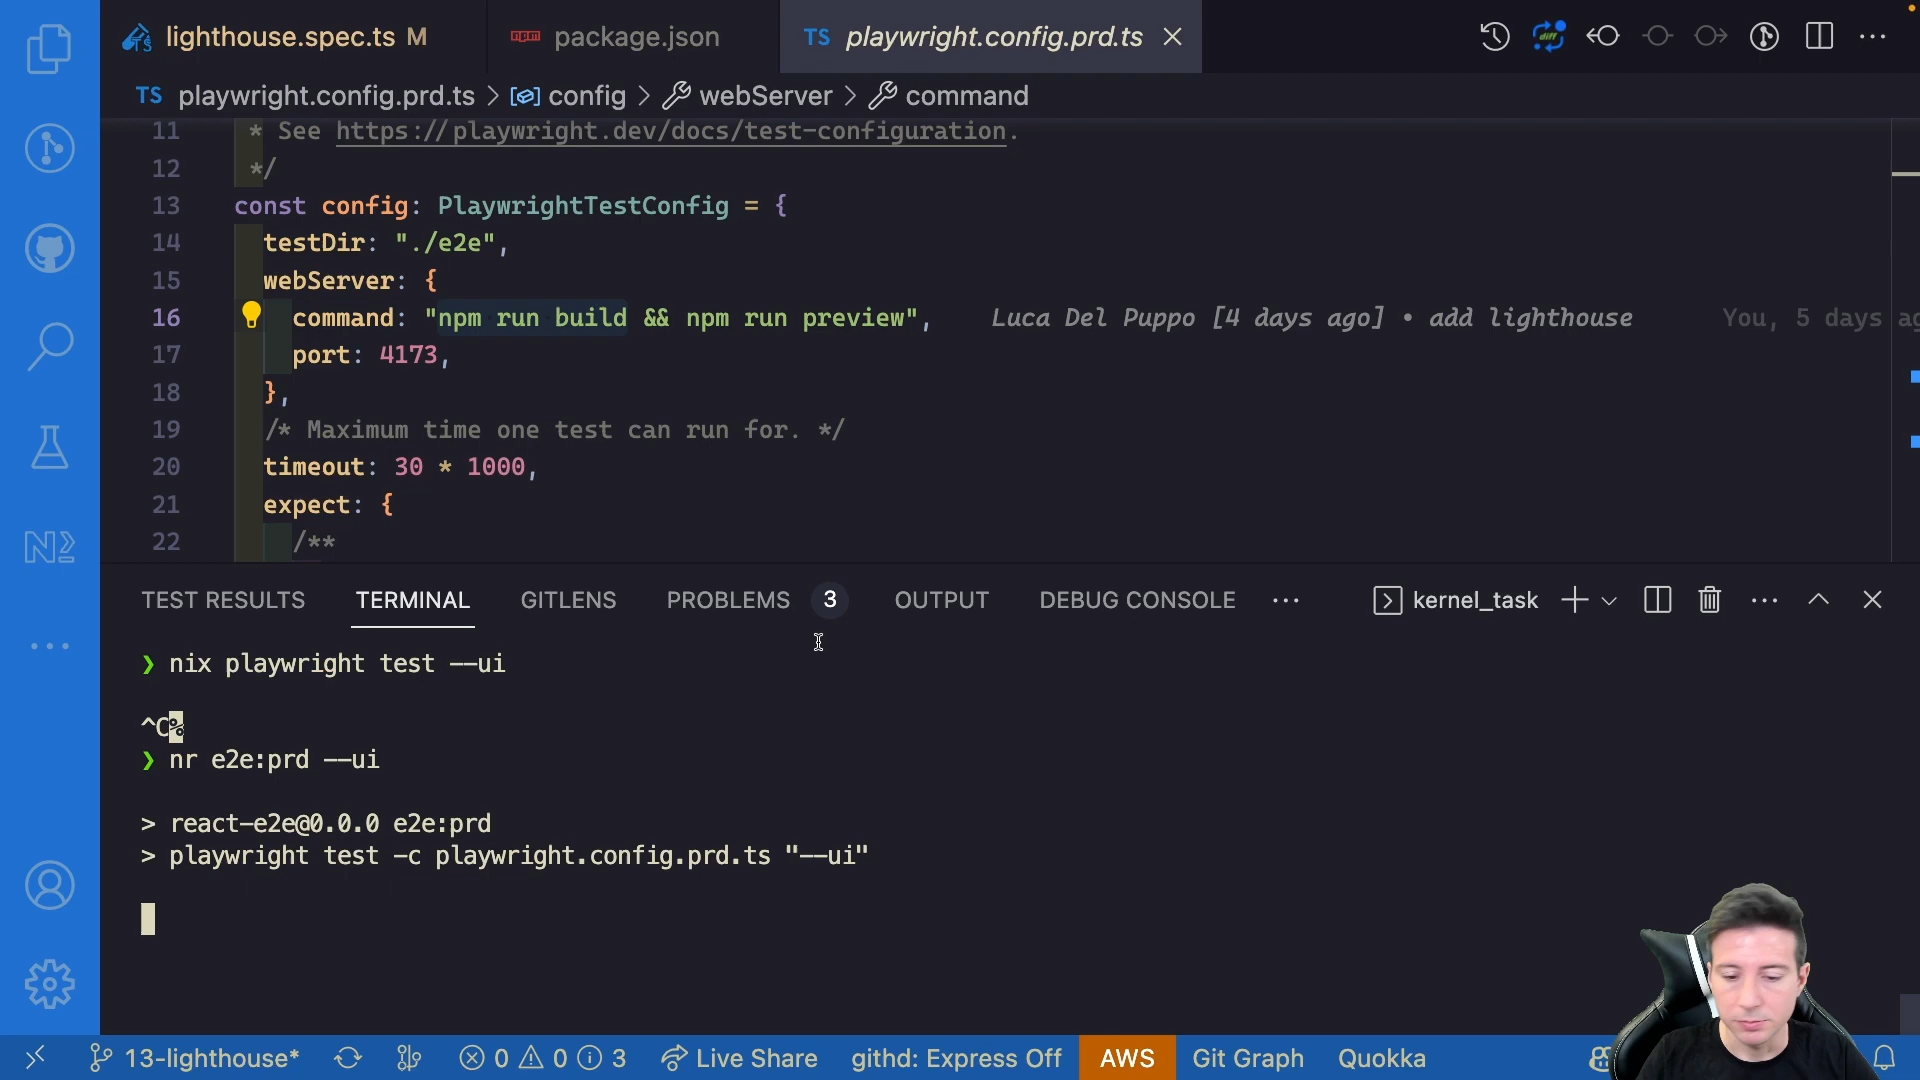 lighthouse.spec.ts M
package.json
TS playwright.config.prd.ts
TS playwright.config.prd.ts > config > webServer > command
11 * See https://playwright.dev/docs/test-configuration.
12 */
13 const config: PlaywrightTestConfig = {
14 testDir: "./e2e",
15 webServer: {
16 command: "npm run build && npm run preview", Luca Del Puppo [4 days ago] • add lighthouse You, 5 days ag
17 port: 4173,
18 },
19 /* Maximum time one test can run for. */
20 timeout: 30 * 1000,
21 expect: {
22 /**
TEST RESULTS TERMINAL GITLENS PROBLEMS 3 OUTPUT DEBUG CONSOLE ··· kernel_task
❯ nix playwright test --ui
^C%
❯ nr e2e:prd --ui
> react-e2e@0.0.0 e2e:prd
> playwright test -c playwright.config.prd.ts "--ui"
13-lighthouse* 0 0 3 Live Share githd: Express Off AWS Git Graph Quokka